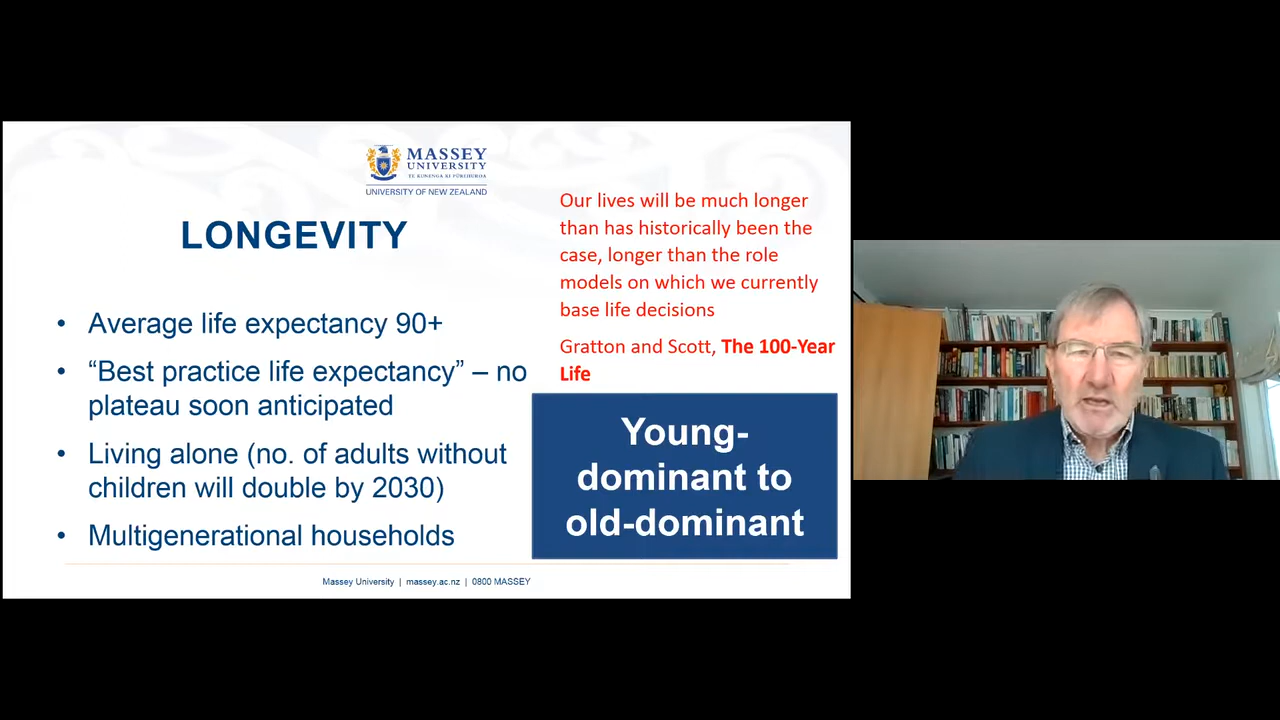 MASSEY
UNIVERSITY
TE KUNENGA KI PŪREHUROA
UNIVERSITY OF NEW ZEALAND
LONGEVITY
• Average life expectancy 90+
• “Best practice life expectancy” – no
plateau soon anticipated
• Living alone (no. of adults without
children will double by 2030)
• Multigenerational households
Our lives will be much longer
than has historically been the
case, longer than the role
models on which we currently
base life decisions
Gratton and Scott, The 100-Year
Life
Young-
dominant to
old-dominant
Massey University | massey.ac.nz | 0800 MASSEY